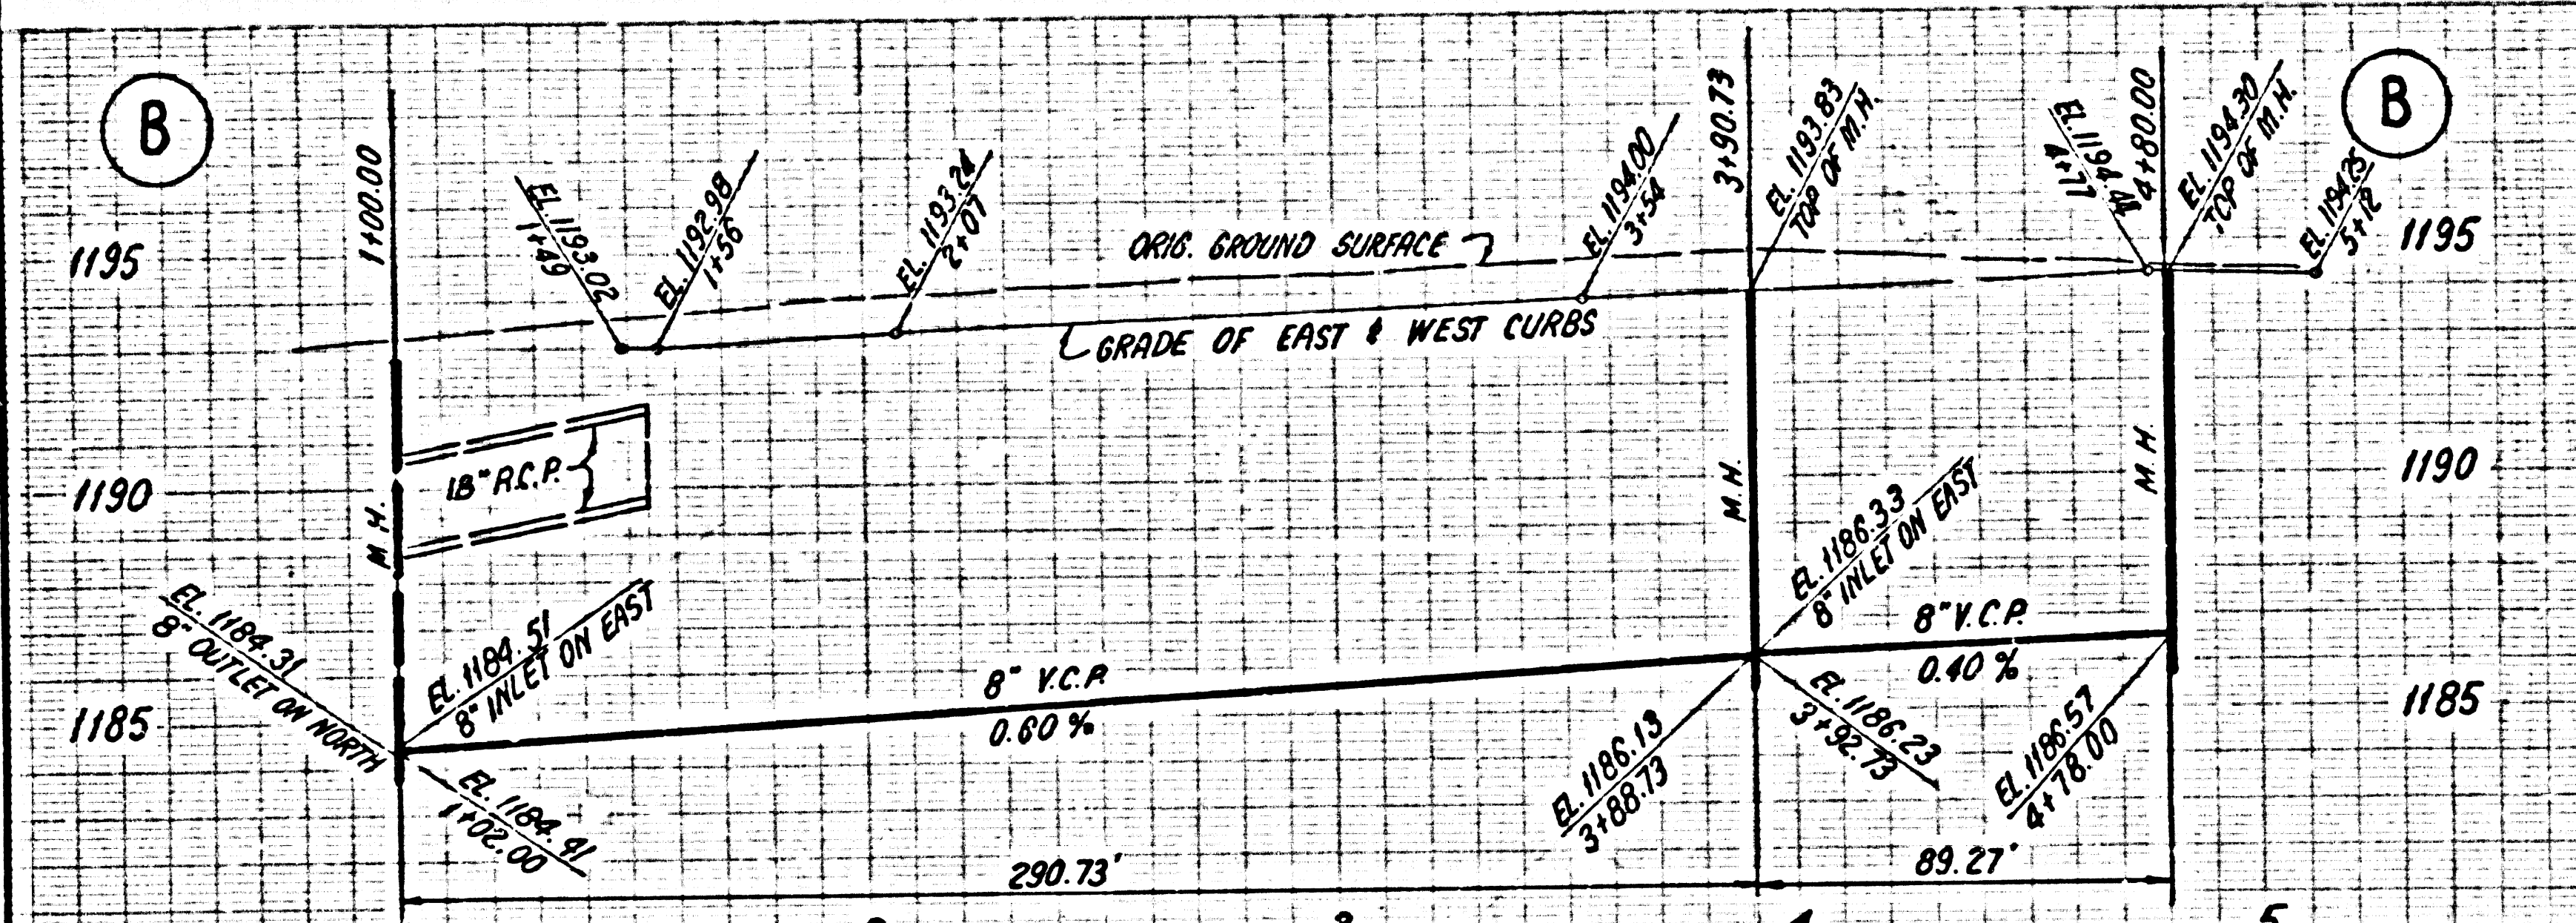 B
B
1+00.00
EL. 1193.02
1+49
EL. 1192.98
1+56
EL. 1193.24
2+07
ORIG. GROUND SURFACE
EL. 1194.00
3+54
3+90.73
EL. 1193.83
TOP OF M.H.
EL. 1194.44
4+77
4+80.00
EL. 1194.30
TOP OF M.H.
EL. 1194.25
5+12
1195
1195
GRADE OF EAST & WEST CURBS
18" R.C.P.
1190
1190
M.H.
M.H.
M.H.
EL. 1184.31
8" OUTLET ON NORTH
EL. 1184.51
8" INLET ON EAST
EL. 1186.33
8" INLET ON EAST
8" V.C.P.
0.60 %
8" V.C.P.
0.40 %
1185
1185
EL. 1184.41
1+02.00
EL. 1186.13
3+88.73
EL. 1186.23
3+92.73
EL. 1186.57
4+78.00
290.73'
89.27'